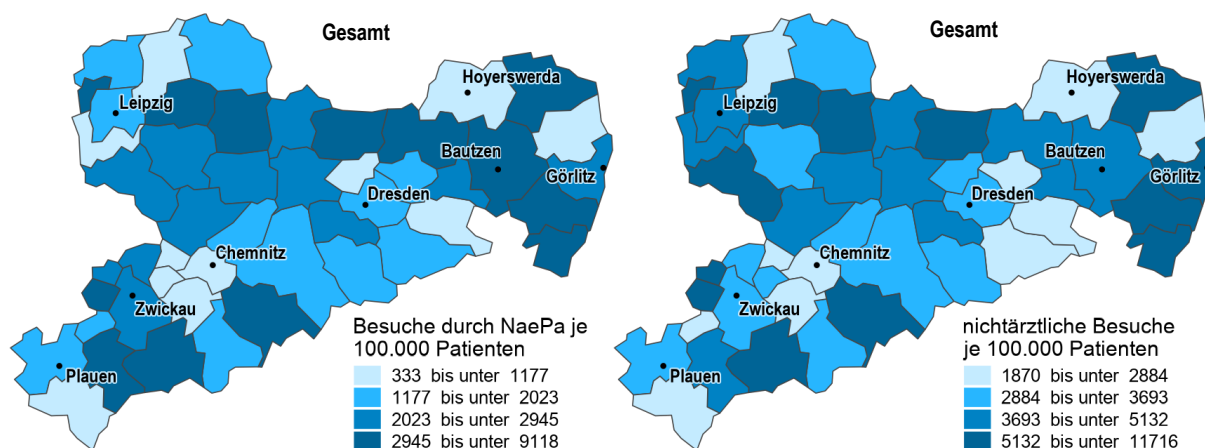 Gesamt
Hoyerswerda
Leipzig
Bautzen
Görlitz
Dresden
Chemnitz
Zwickau
Plauen
Besuche durch NaePa je
100.000 Patienten
333 bis unter 1177
1177 bis unter 2023
2023 bis unter 2945
2945 bis unter 9118
Gesamt
Hoyerswerda
Leipzig
Bautzen
Görlitz
Dresden
Chemnitz
Zwickau
Plauen
nichtärztliche Besuche
je 100.000 Patienten
1870 bis unter 2884
2884 bis unter 3693
3693 bis unter 5132
5132 bis unter 11716